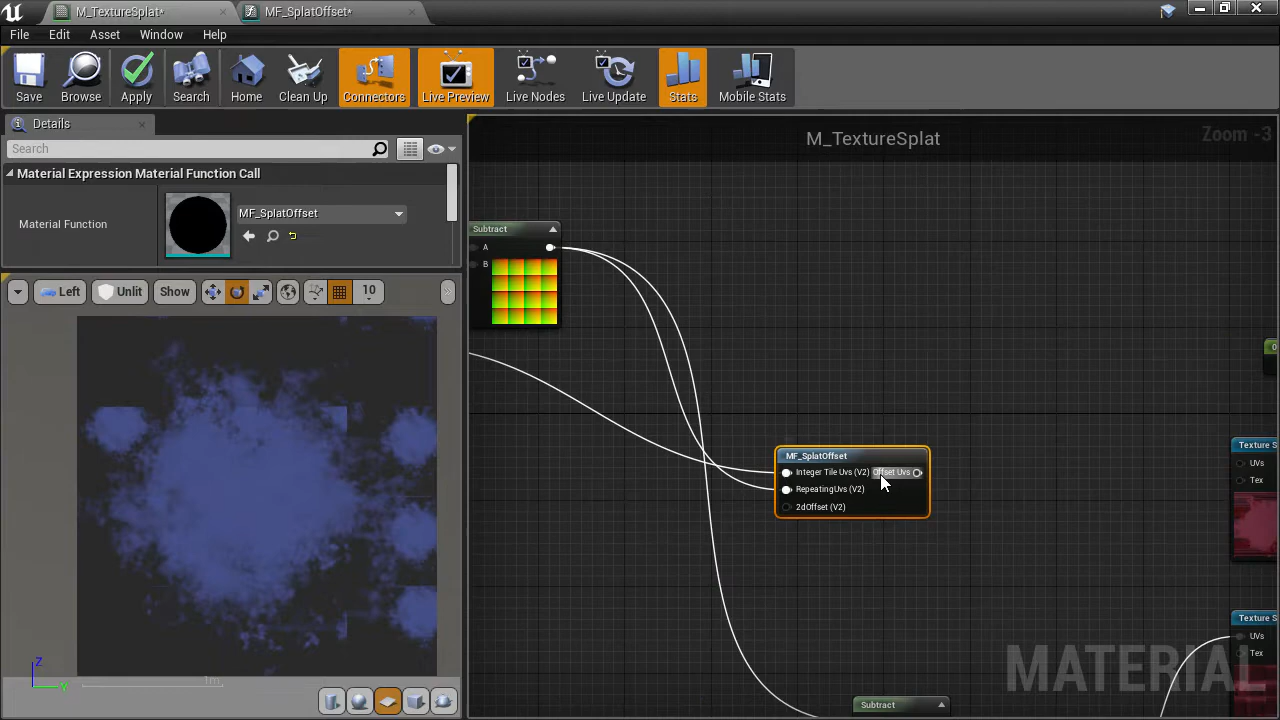 M_TextureSplat*
MF_SplatOffset*
File Edit Asset Window Help
Save Browse Apply Search Home Clean Up Connectors Live Preview Live Nodes Live Update Stats Mobile Stats
Details
Search
Material Expression Material Function Call
Material Function
MF_SplatOffset
Left Unlit Show 10
Z
Y
1m
M_TextureSplat
Zoom -3
Subtract
A
B
MF_SplatOffset
Integer Tile Uvs (V2) Offset Uvs
RepeatingUvs (V2)
2dOffset (V2)
Texture S
UVs
Tex
Texture S
UVs
Tex
Subtract
MATERIAL